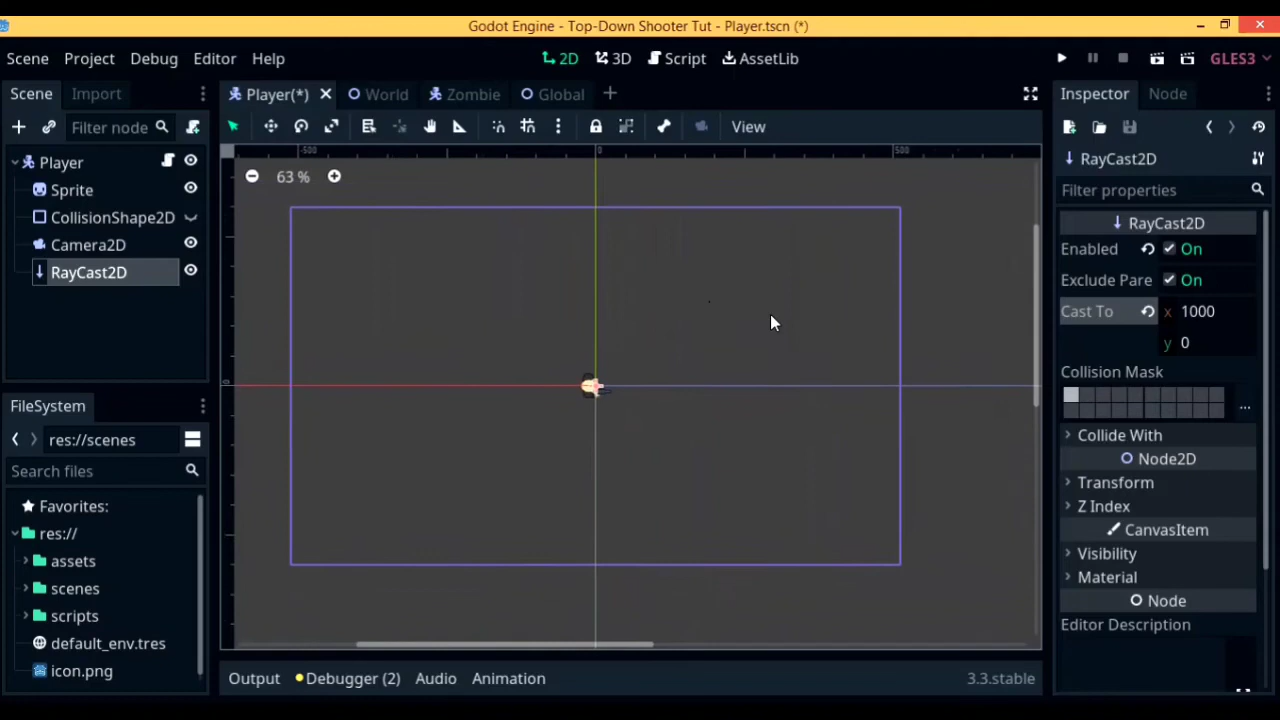 Godot Engine - Top-Down Shooter Tut - Player.tscn (*)
Scene Project Debug Editor Help 2D 3D Script AssetLib GLES3
Scene Import Player(*) World Zombie Global Inspector Node
Filter node View
Player RayCast2D
Sprite Filter properties
CollisionShape2D
Camera2D
RayCast2D
-500 0 500
63 %
0
RayCast2D
Enabled On
Exclude Pare On
Cast To x 1000
y 0
Collision Mask
...
Collide With
Node2D
Transform
Z Index
CanvasItem
Visibility
Material
Node
Editor Description
FileSystem
res://scenes
Search files
Favorites:
res://
assets
scenes
scripts
default_env.tres
icon.png
Output Debugger (2) Audio Animation 3.3.stable